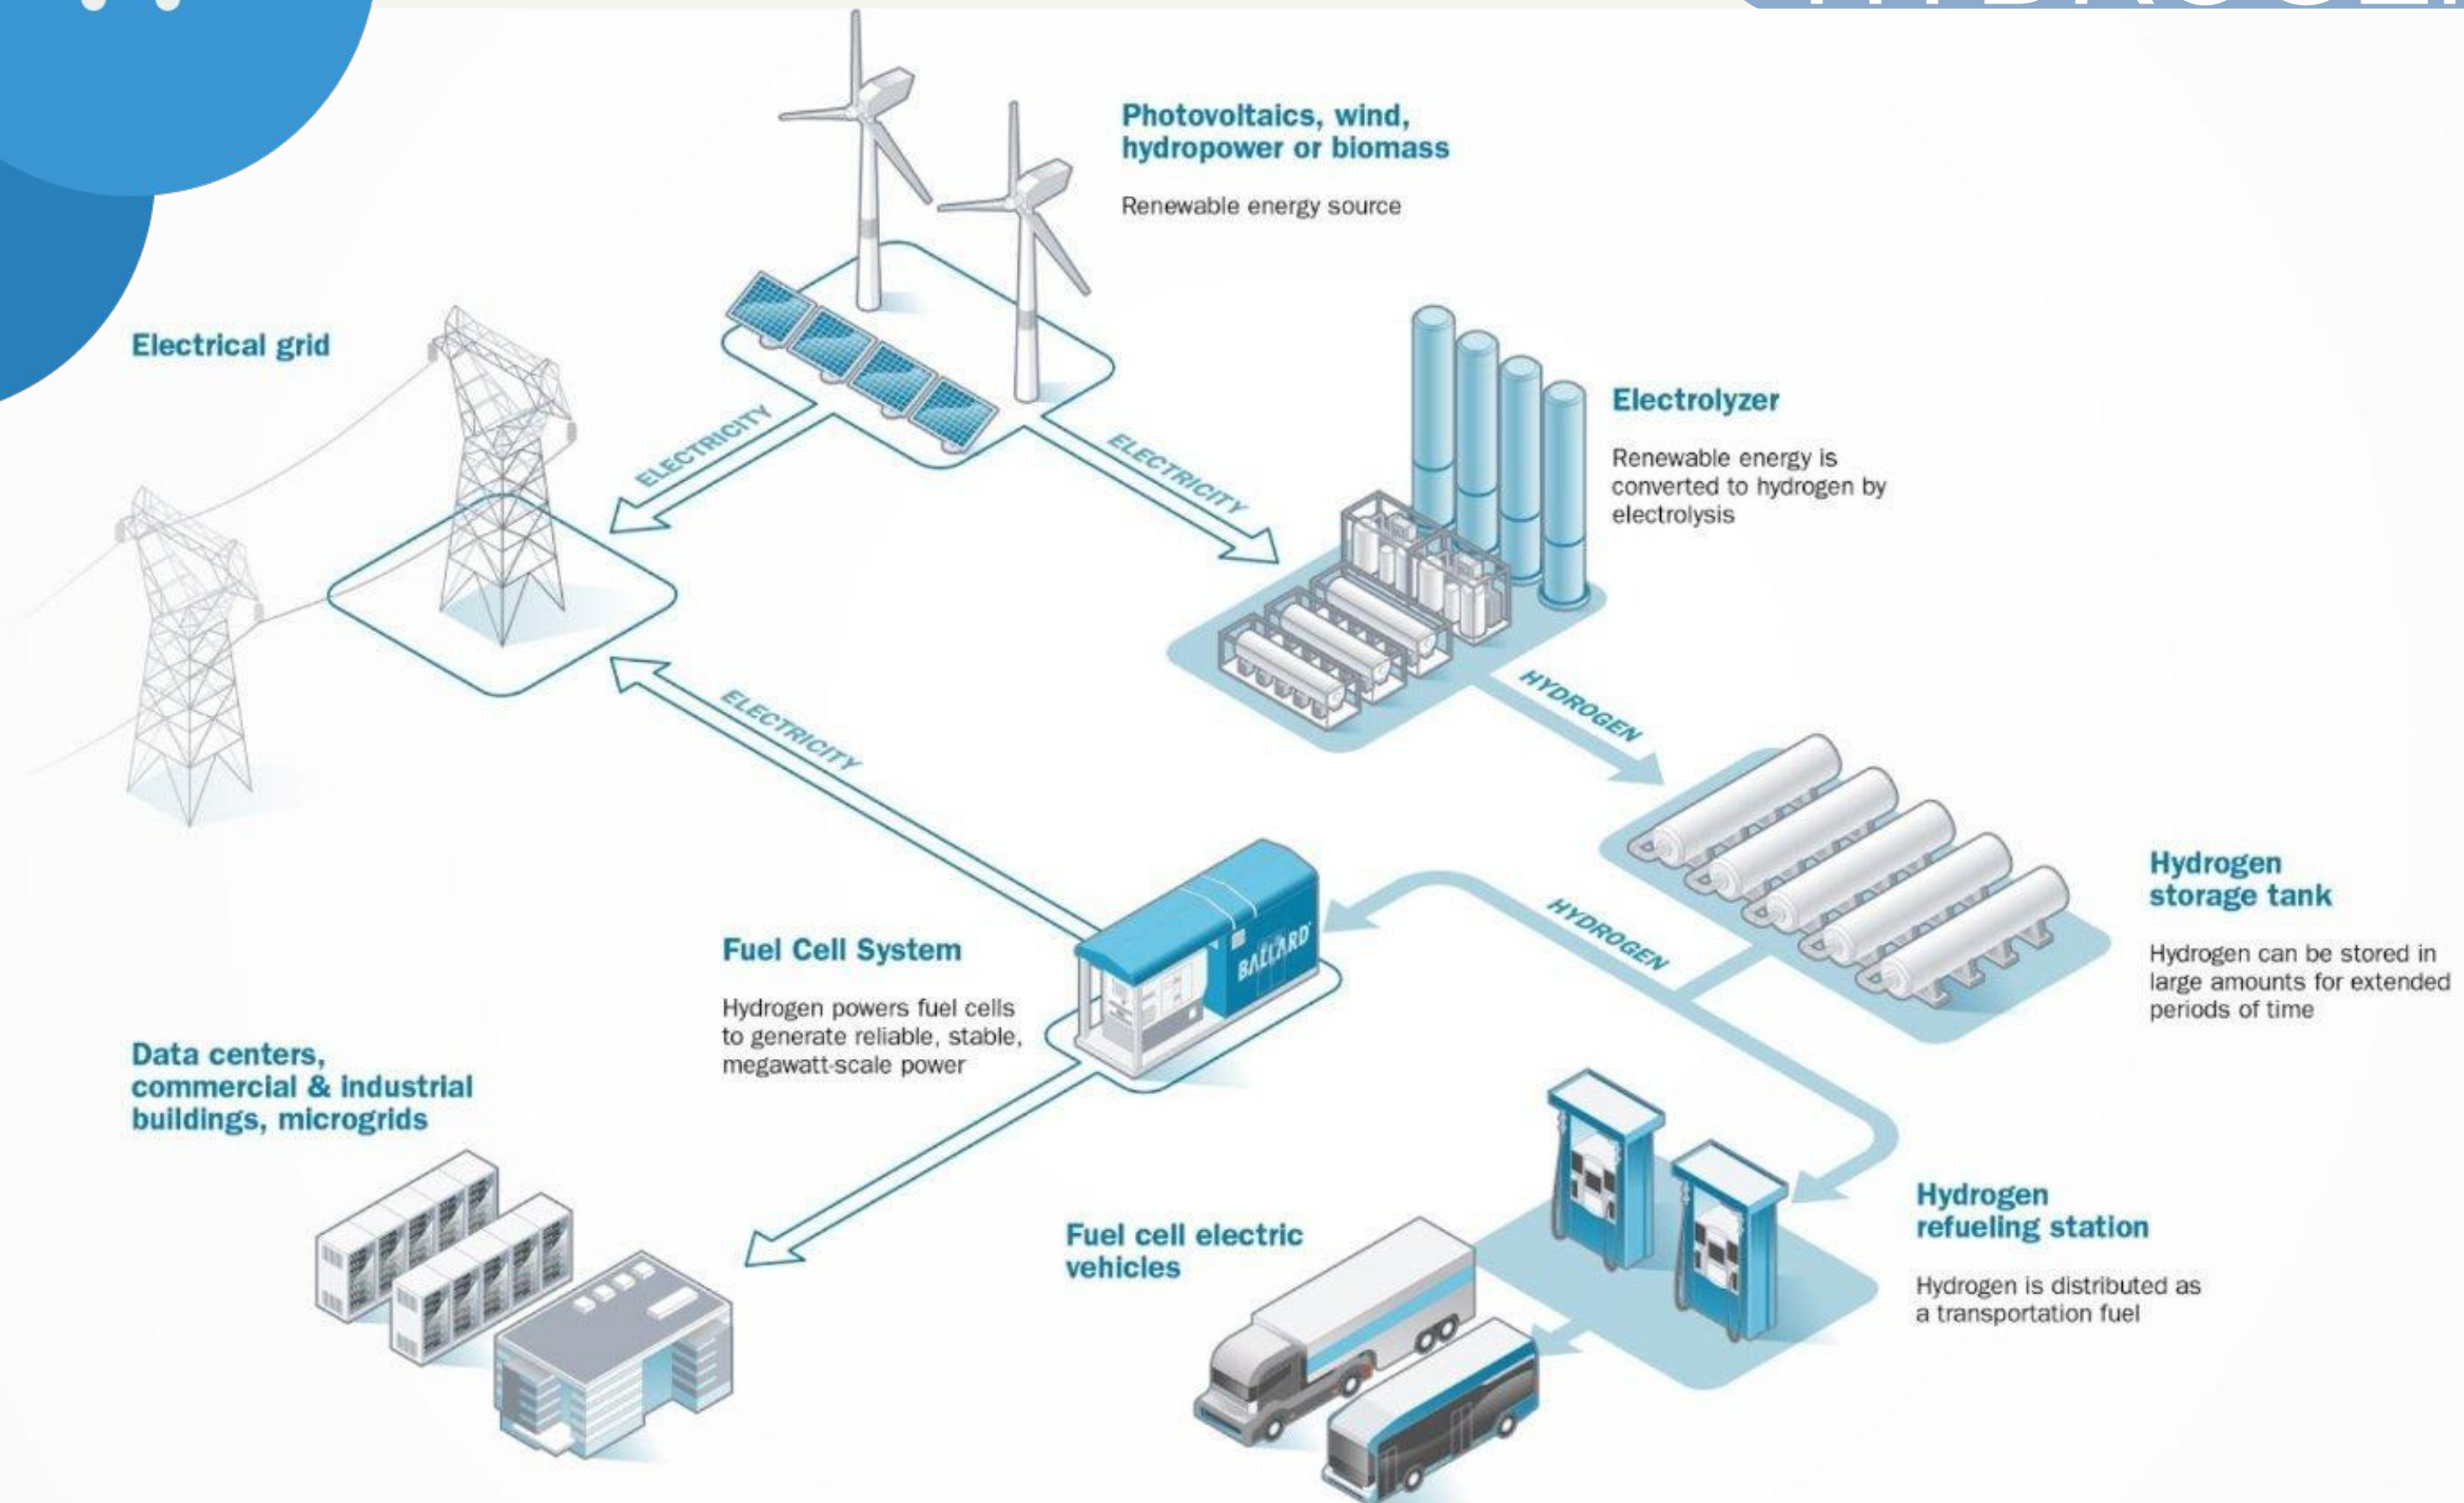 Photovoltaics, wind,
hydropower or biomass
Renewable energy source
Electrical grid
ELECTRICITY
ELECTRICITY
Electrolyzer
Renewable energy is
converted to hydrogen by
electrolysis
HYDROGEN
ELECTRICITY
Hydrogen
storage tank
Hydrogen can be stored in
large amounts for extended
periods of time
HYDROGEN
BALLARD
Fuel Cell System
Hydrogen powers fuel cells
to generate reliable, stable,
megawatt-scale power
Data centers,
commercial & industrial
buildings, microgrids
Fuel cell electric
vehicles
Hydrogen
refueling station
Hydrogen is distributed as
a transportation fuel